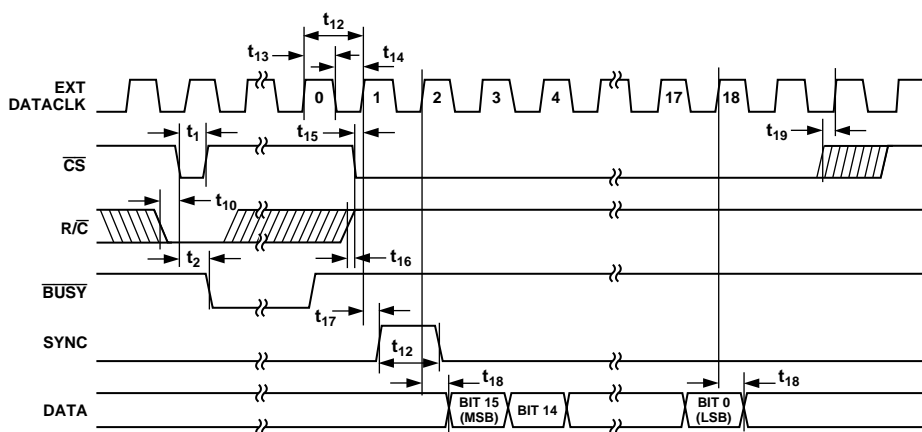 t12
t13
t14
EXT
DATACLK
0
1
2
3
4
17
18
t1
t15
t19
CS
t10
R/C
t2
t16
BUSY
t17
SYNC
t12
t18
t18
DATA
BIT 15
(MSB)
BIT 14
BIT 0
(LSB)